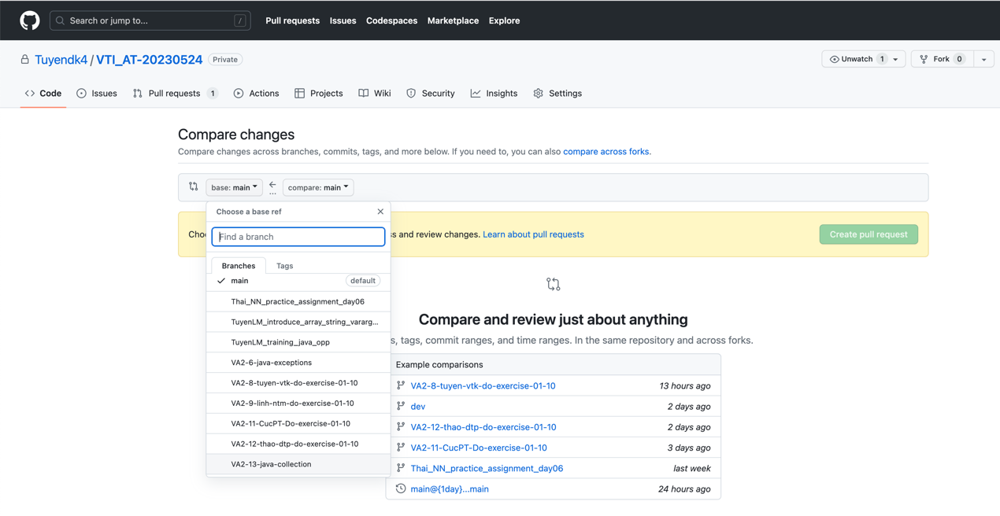 Search or jump to... /
Pull requests Issues Codespaces Marketplace Explore
Tuyendk4 / VTI_AT-20230524 Private
Unwatch 1 Fork 0
Code Issues Pull requests 1 Actions Projects Wiki Security Insights Settings
Compare changes
Compare changes across branches, commits, tags, and more below. If you need to, you can also compare across forks.
base: main ← ... compare: main
Choose a base ref
Find a branch
Branches Tags
main default
Thai_NN_practice_assignment_day06
TuyenLM_introduce_array_string_vararg...
TuyenLM_training_java_opp
VA2-6-java-exceptions
VA2-8-tuyen-vtk-do-exercise-01-10
VA2-9-linh-ntm-do-exercise-01-10
VA2-11-CucPT-Do-exercise-01-10
VA2-12-thao-dtp-do-exercise-01-10
VA2-13-java-collection
and review changes. Learn about pull requests
Create pull request
Compare and review just about anything
tags, commit ranges, and time ranges. In the same repository and across forks.
Example comparisons
VA2-8-tuyen-vtk-do-exercise-01-10 13 hours ago
dev 2 days ago
VA2-12-thao-dtp-do-exercise-01-10 2 days ago
VA2-11-CucPT-Do-exercise-01-10 3 days ago
Thai_NN_practice_assignment_day06 last week
main@{1day}...main 24 hours ago